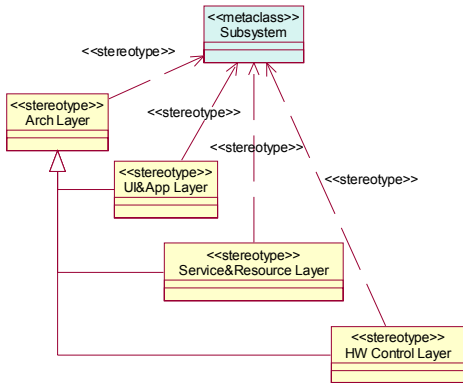 <<metaclass>>
Subsystem
<<stereotype>>
<<stereotype>>
Arch Layer
<<stereotype>>
<<stereotype>>
<<stereotype>>
UI&App Layer
<<stereotype>>
<<stereotype>>
Service&Resource Layer
<<stereotype>>
HW Control Layer